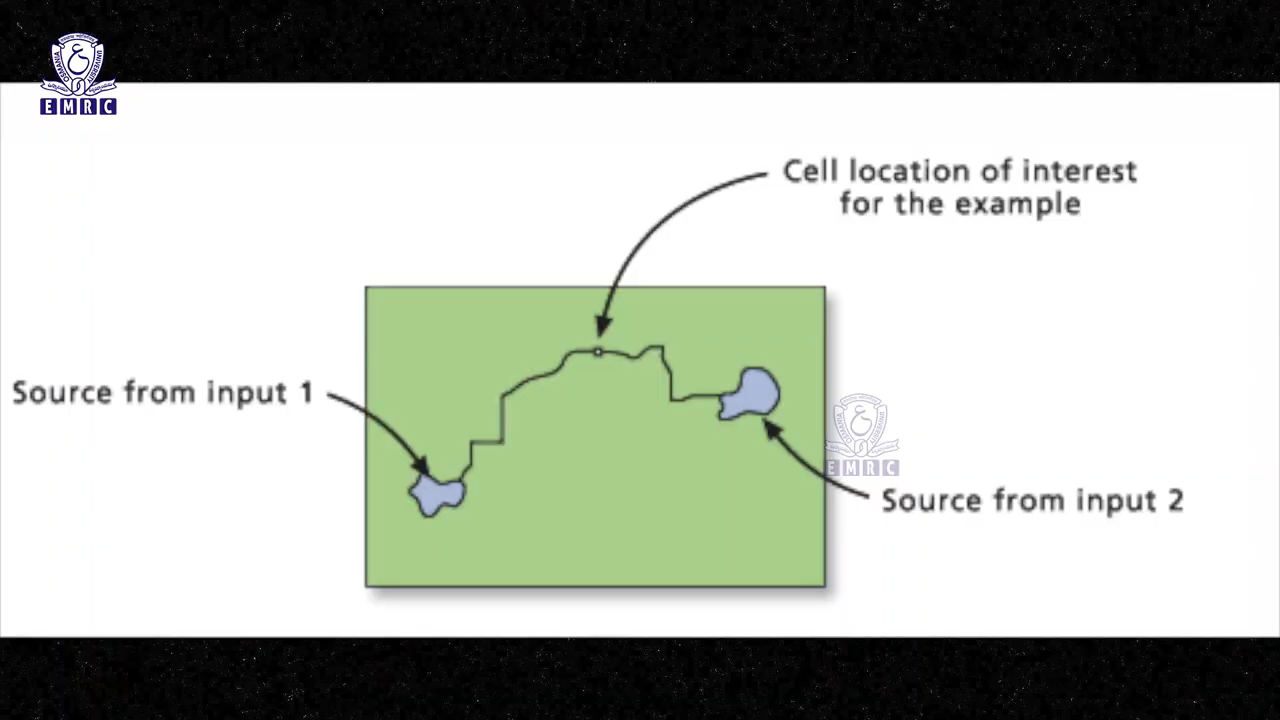 EMRC
Cell location of interest
for the example
Source from input 1
EMRC
Source from input 2